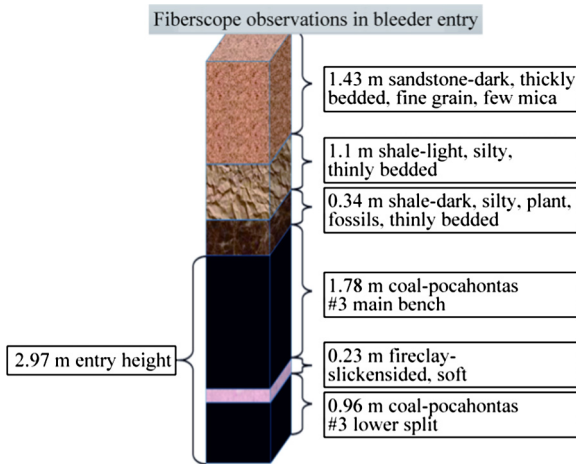 Fiberscope observations in bleeder entry
1.43 m sandstone-dark, thickly
bedded, fine grain, few mica
1.1 m shale-light, silty,
thinly bedded
0.34 m shale-dark, silty, plant,
fossils, thinly bedded
1.78 m coal-pocahontas
#3 main bench
2.97 m entry height
0.23 m fireclay-
slickensided, soft
0.96 m coal-pocahontas
#3 lower split